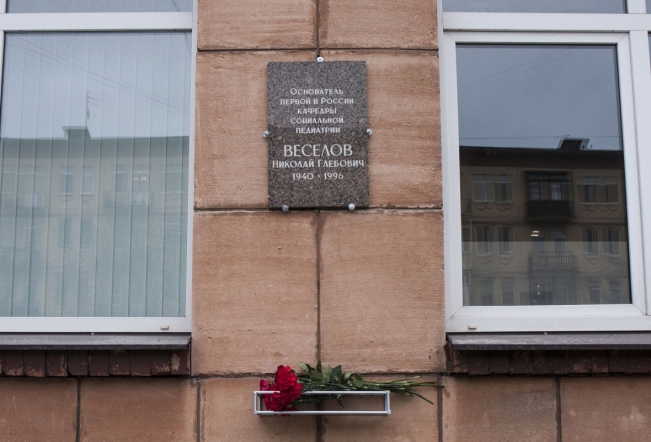 Основатель
первой в России
кафедры
социальной
педиатрии
ВЕСЕЛОВ
Николай Глебович
1940 • 1996